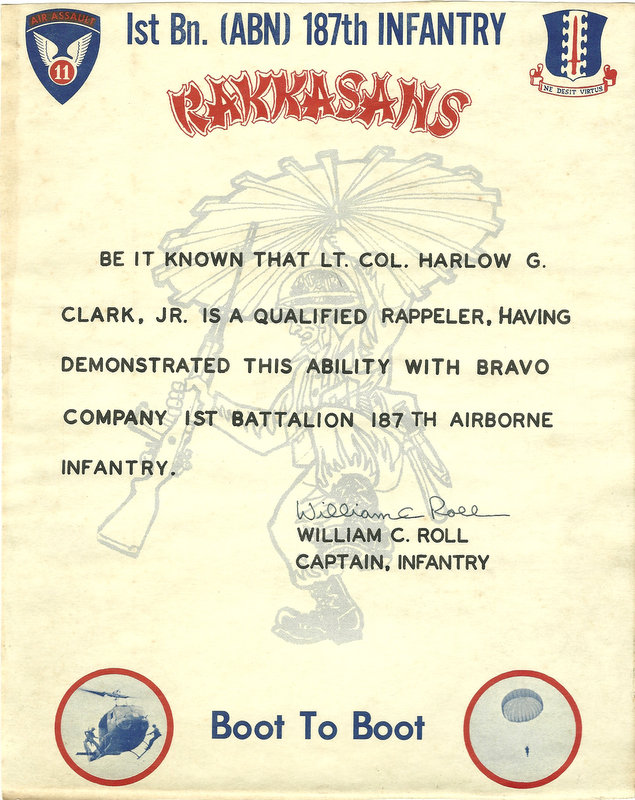 AIR ASSAULT
11
1st Bn. (ABN) 187th INFANTRY
NE DESIT VIRTUS
RAKKASANS
BE IT KNOWN THAT LT. COL. HARLOW G.
CLARK, JR. IS A QUALIFIED RAPPELER, HAVING
DEMONSTRATED THIS ABILITY WITH BRAVO
COMPANY 1ST BATTALION 187 TH AIRBORNE
INFANTRY.
William C Roll
WILLIAM C. ROLL
CAPTAIN, INFANTRY
Boot To Boot